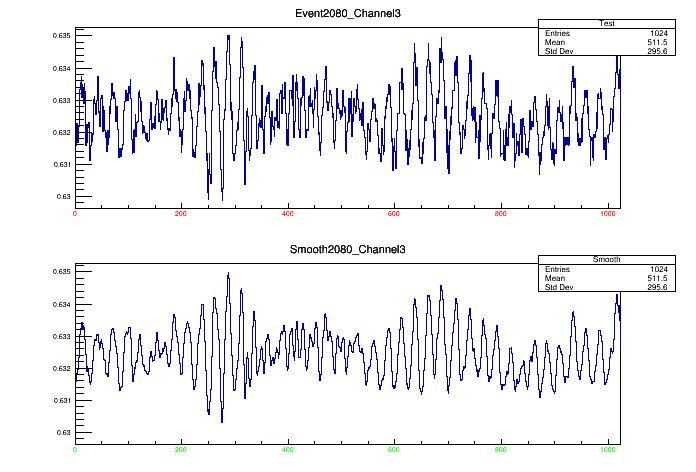 Event2080_Channel3
Test
Entries 1024
Mean 511.5
Std Dev 295.6
0.635
0.634
0.633
0.632
0.631
0.63
0 200 400 600 800 1000
Smooth2080_Channel3
Smooth
Entries 1024
Mean 511.5
Std Dev 295.6
0.635
0.634
0.633
0.632
0.631
0.63
0 200 400 600 800 1000